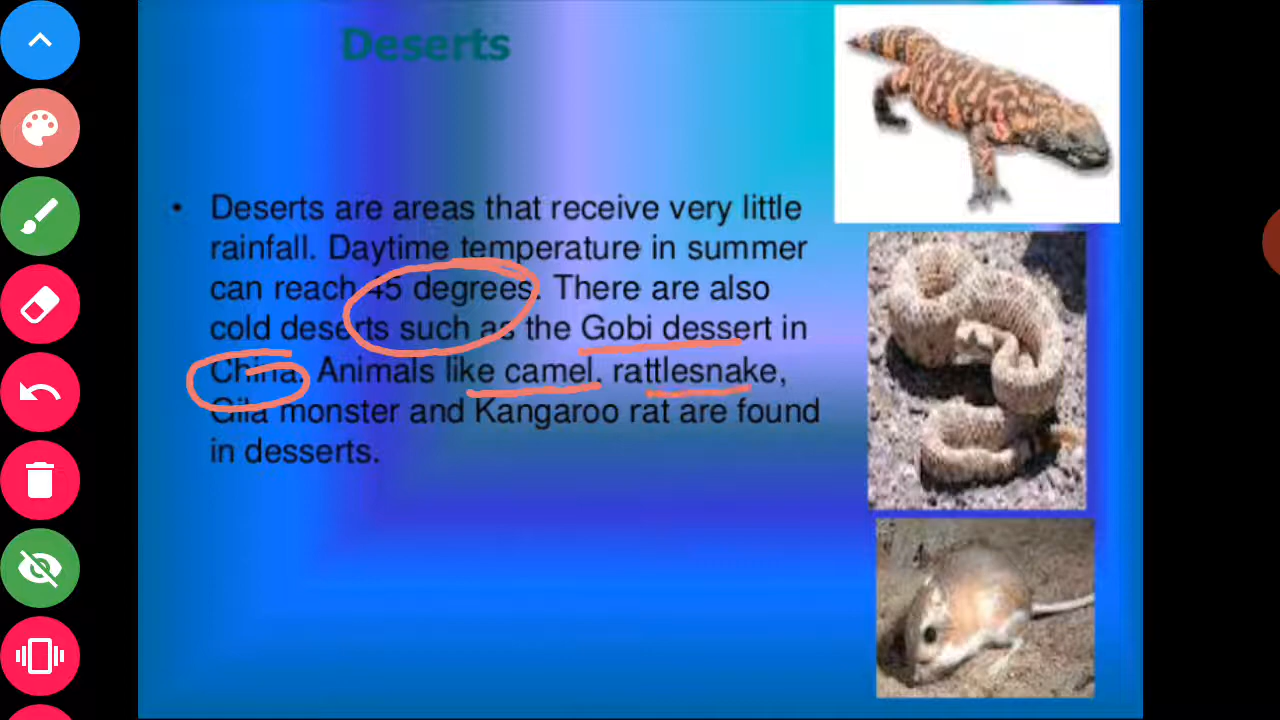 Deserts
• Deserts are areas that receive very little
rainfall. Daytime temperature in summer
can reach 45 degrees. There are also
cold deserts such as the Gobi dessert in
China. Animals like camel, rattlesnake,
Gila monster and Kangaroo rat are found
in desserts.